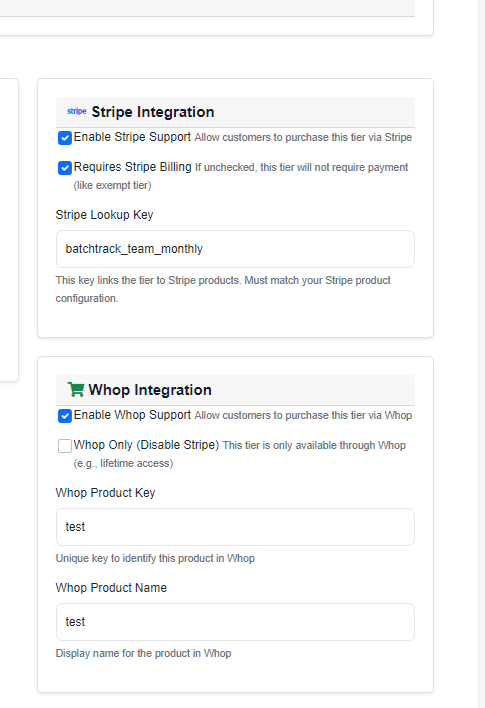 stripe Stripe Integration
Enable Stripe Support Allow customers to purchase this tier via Stripe
Requires Stripe Billing If unchecked, this tier will not require payment
(like exempt tier)
Stripe Lookup Key
batchtrack_team_monthly
This key links the tier to Stripe products. Must match your Stripe product
configuration.
Whop Integration
Enable Whop Support Allow customers to purchase this tier via Whop
Whop Only (Disable Stripe) This tier is only available through Whop
(e.g., lifetime access)
Whop Product Key
test
Unique key to identify this product in Whop
Whop Product Name
test
Display name for the product in Whop